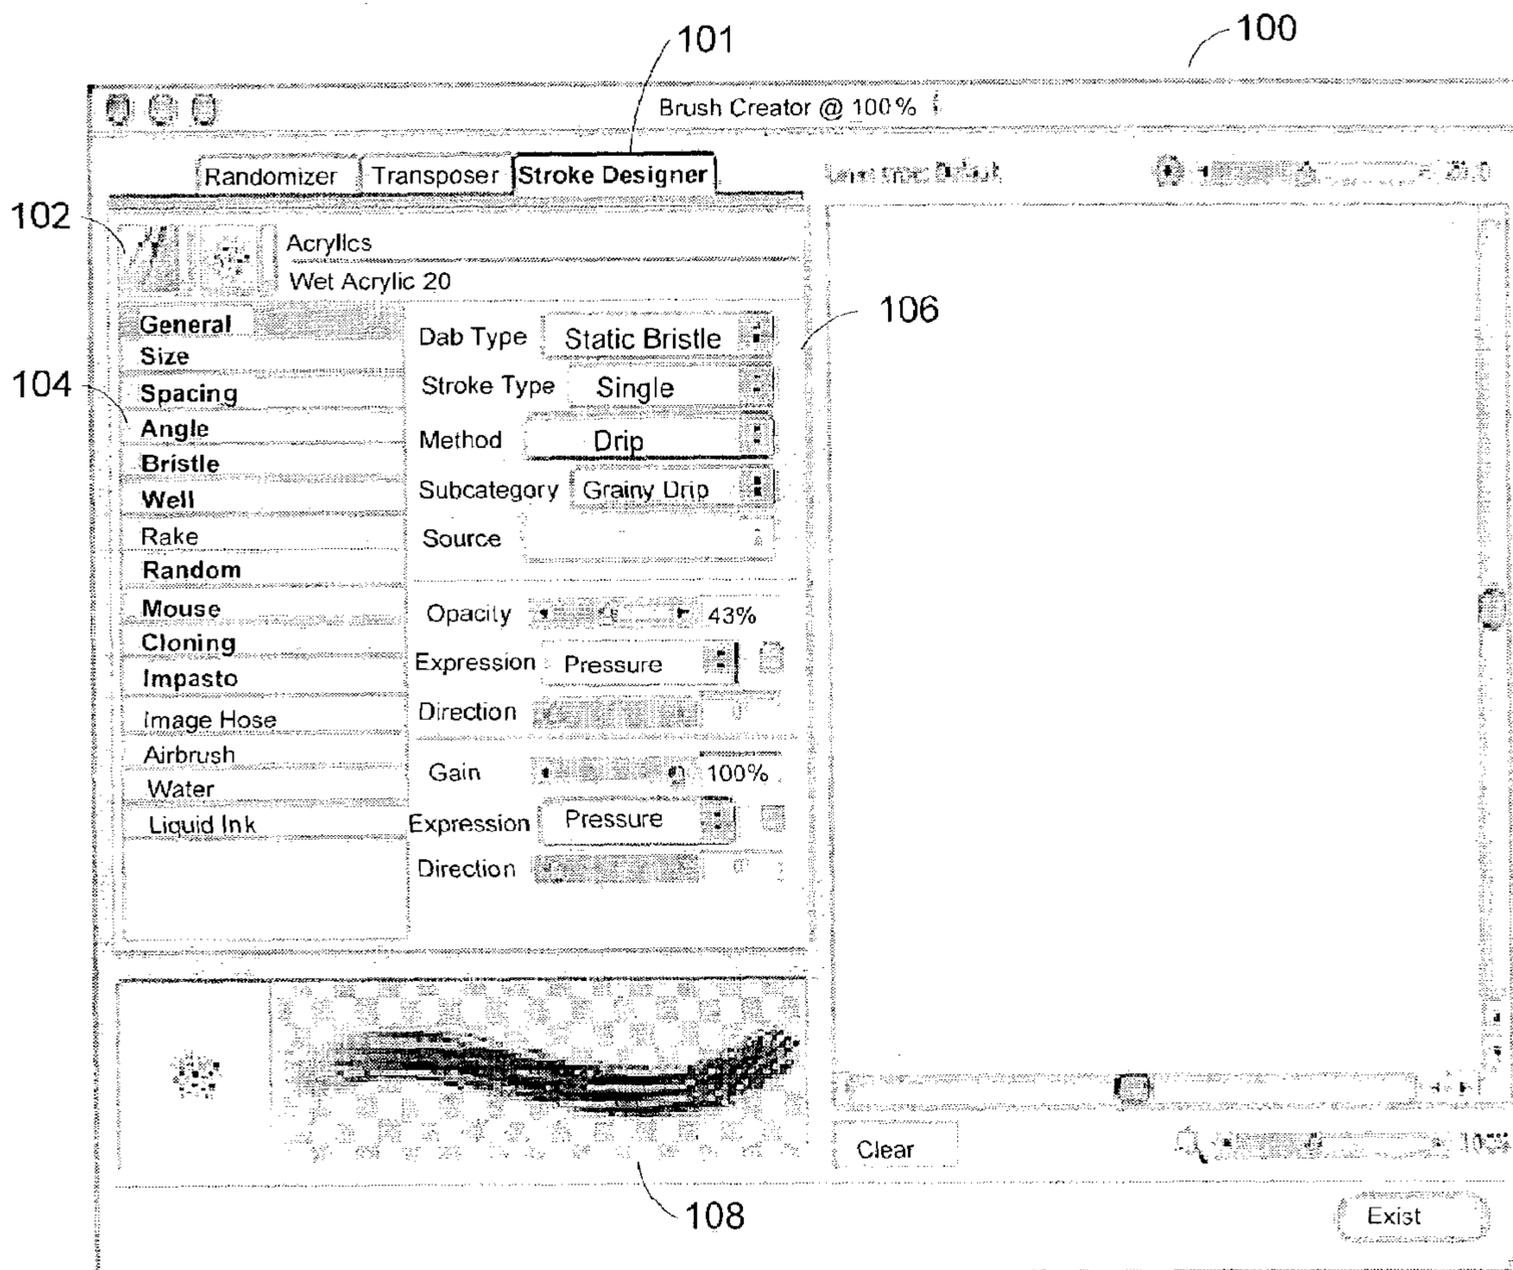 100
101
Brush Creator @ 100%
Randomizer
Transposer
Stroke Designer
102
Acrylics
Wet Acrylic 20
104
General
Size
Spacing
Angle
Bristle
Well
Rake
Random
Mouse
Cloning
Impasto
Image Hose
Airbrush
Water
Liquid Ink
106
Dab Type Static Bristle
Stroke Type Single
Method Drip
Subcategory Grainy Drip
Source
Opacity 43%
Expression Pressure
Direction 0°
Gain 100%
Expression Pressure
Direction 0°
108
Clear
100%
Exist